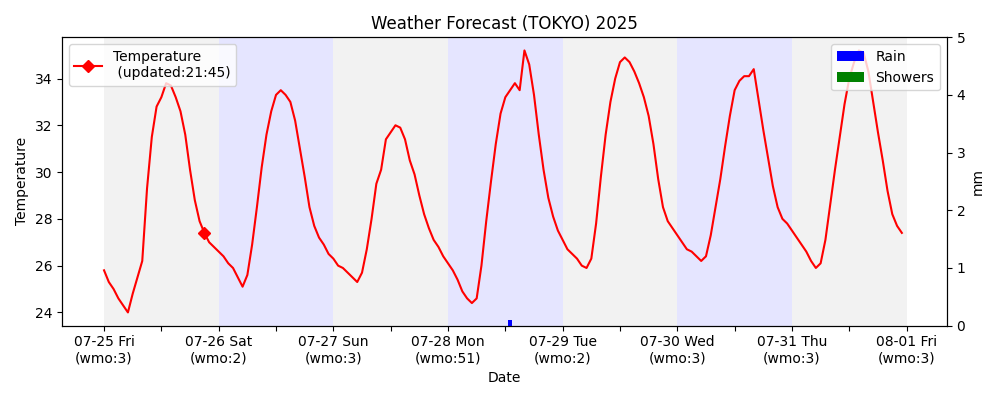 Weather Forecast (TOKYO) 2025
Temperature
(updated:21:45)
Rain
Showers
Temperature
34
32
30
28
26
24
5
4
3
2
1
0
mm
07-25 Fri
(wmo:3)
07-26 Sat
(wmo:2)
07-27 Sun
(wmo:3)
07-28 Mon
(wmo:51)
07-29 Tue
(wmo:2)
07-30 Wed
(wmo:3)
07-31 Thu
(wmo:3)
08-01 Fri
(wmo:3)
Date